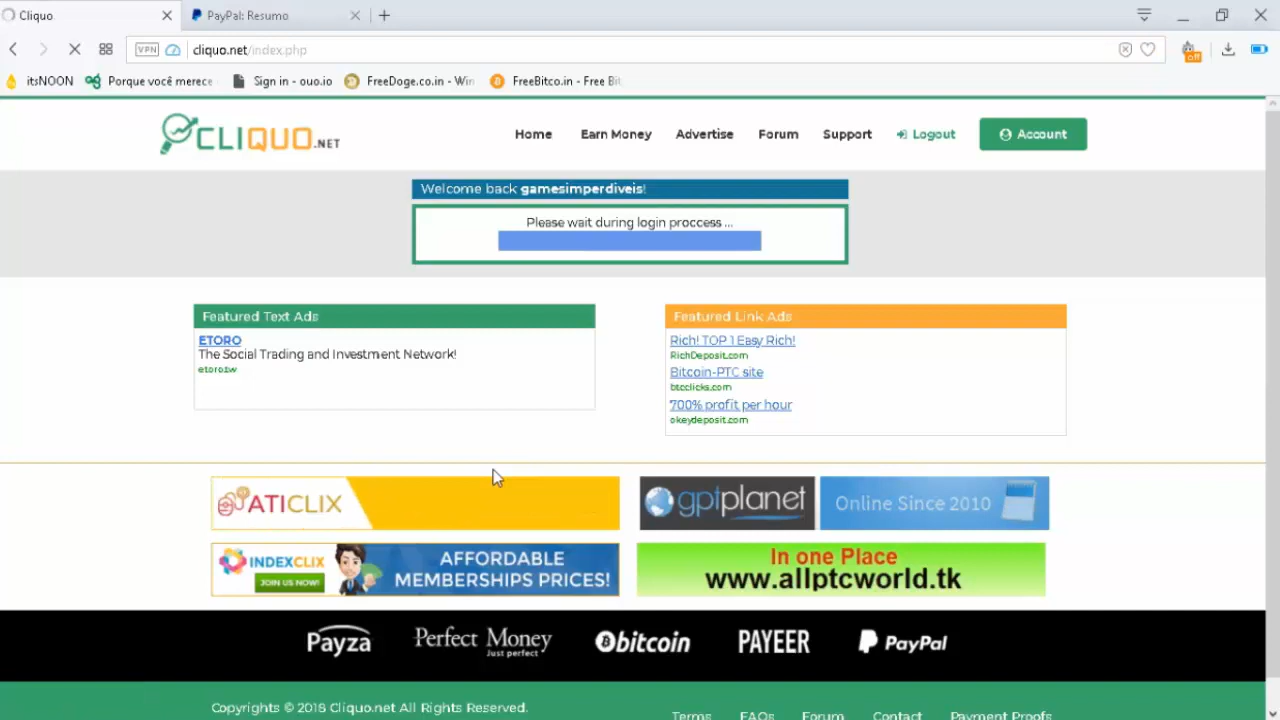 Cliquo
PayPal: Resumo
VPN
cliquo.net/index.php
off
itsNOON
Porque você merece
Sign in - ouo.io
FreeDoge.co.in - Win
FreeBitco.in - Free Bit
CLIQUO.NET
Home
Earn Money
Advertise
Forum
Support
Logout
Account
Welcome back gamesimperdiveis!
Please wait during login proccess ...
Featured Text Ads
ETORO
The Social Trading and Investment Network!
Featured Link Ads
Rich! TOP 1 Easy Rich!
RichDeposit.com
Bitcoin-PTC site
btcclicks.com
700% profit per hour
okeydeposit.com
ATICLIX
gptplanet
Online Since 2010
INDEXCLIX
JOIN US NOW!
AFFORDABLE
MEMBERSHIPS PRICES!
In one Place
www.allptcworld.tk
Payza
Perfect Money
Just perfect
bitcoin
PAYEER
PayPal
Copyrights © 2018 Cliquo.net All Rights Reserved.
Terms
FAQs
Forum
Contact
Payment Proofs